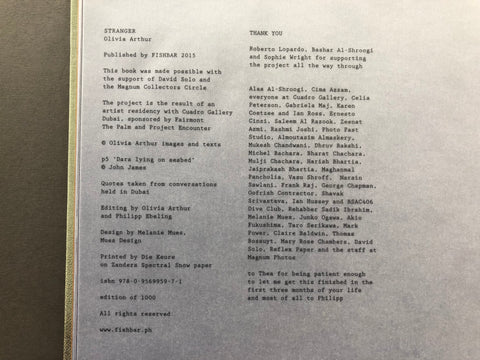 STRANGER
Olivia Arthur
Published by FISHBAR 2015
This book was made possible with
the support of David Solo and
the Magnum Collectors Circle
The project is the result of an
artist residency with Cuadro Gallery
Dubai, sponsored by Fairmont
The Palm and Project Encounter
© Olivia Arthur images and texts
p5 'Dara lying on seabed'
© John James
Quotes taken from conversations
held in Dubai
Editing by Olivia Arthur
and Philipp Ebeling
Design by Melanie Mues,
Mues Design
Printed by Die Keure
on Zanders Spectral Snow paper
isbn 978-0-9569959-7-1
edition of 1000
All rights reserved
www.fishbar.ph
THANK YOU
Roberto Lopardo, Bashar Al-Shroogi
and Sophie Wright for supporting
the project all the way through
Alaa Al-Shroogi, Cima Azzam,
everyone at Cuadro Gallery, Celia
Peterson, Gabriela Maj, Karen
Coetzee and Ian Ross, Ernesto
Cinzi, Saleem Al Razook, Zeenat
Azmi, Rashmi Joshi, Photo Fast
Studio, Almoutasim Almaskery,
Mukesh Chandwani, Dhruv Rakshi,
Michel Bachara, Bharat Chachara,
Mulji Chachara, Harish Bhartia,
Jaiprakash Bhartia, Maghanmal
Pancholia, Vasu Shroff, Narain
Sawlani, Frank Raj, George Chapman,
Gofrish Contractor, Shavak
Srivastava, Ian Hussey and BSAC406
Diva Club, Rehabber Sadik Ibrahim,
Melanie Mues, Junko Ogawa, Akio
Fukushima, Taro Serikawa, Mark
Power, Claire Baldwin, Thomas
Bossuyt, Mary Rose Chambers, David
Solo, Reflex Paper and the staff at
Magnum Photos
to Thea for being patient enough
to let me get this finished in the
first three months of your life
and most of all to Philipp